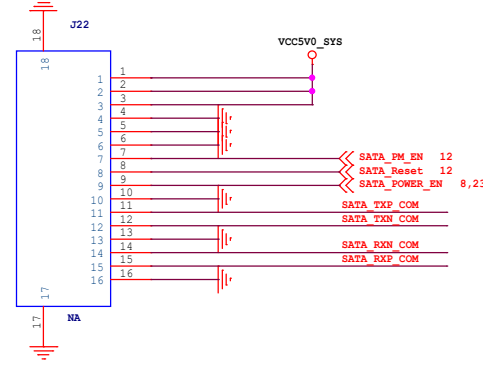 J22
18
18
VCC5V0_SYS
1 1
2 2
3 3
4 4
5 5
6 6
7 7 SATA_PM_EN 12
8 8 SATA_Reset 12
9 9 SATA_POWER_EN 8,23
10 10
11 11 SATA_TXP_COM
12 12 SATA_TXN_COM
13 13
14 14 SATA_RXN_COM
15 15 SATA_RXP_COM
16 16
17
17
NA